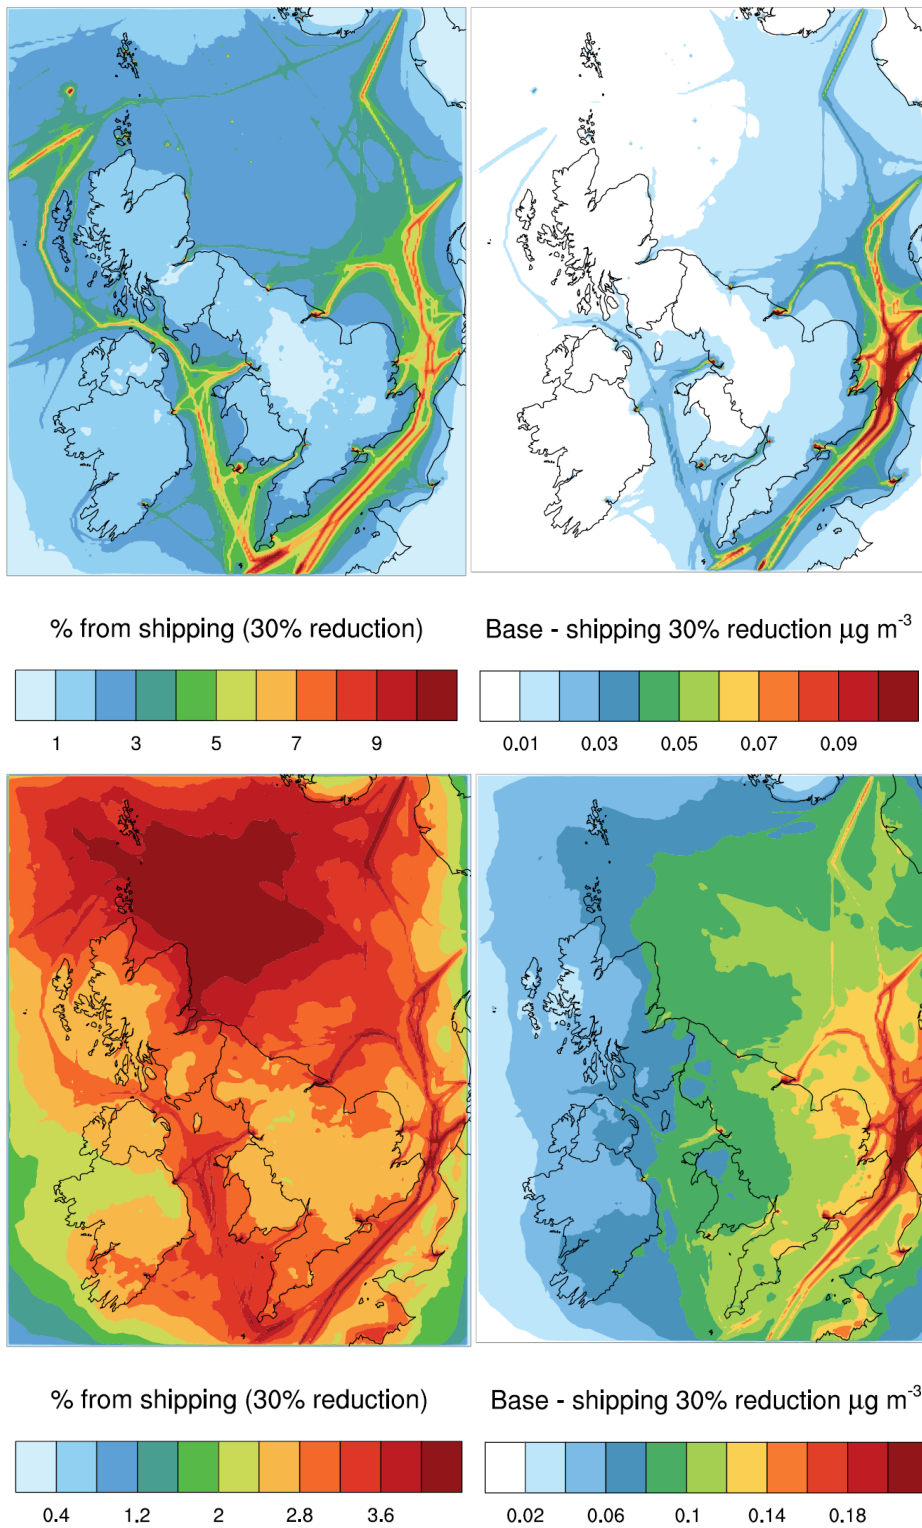 % from shipping (30% reduction)
Base - shipping 30% reduction μg m⁻³
1 3 5 7 9
0.01 0.03 0.05 0.07 0.09
% from shipping (30% reduction)
Base - shipping 30% reduction μg m⁻³
0.4 1.2 2 2.8 3.6
0.02 0.06 0.1 0.14 0.18